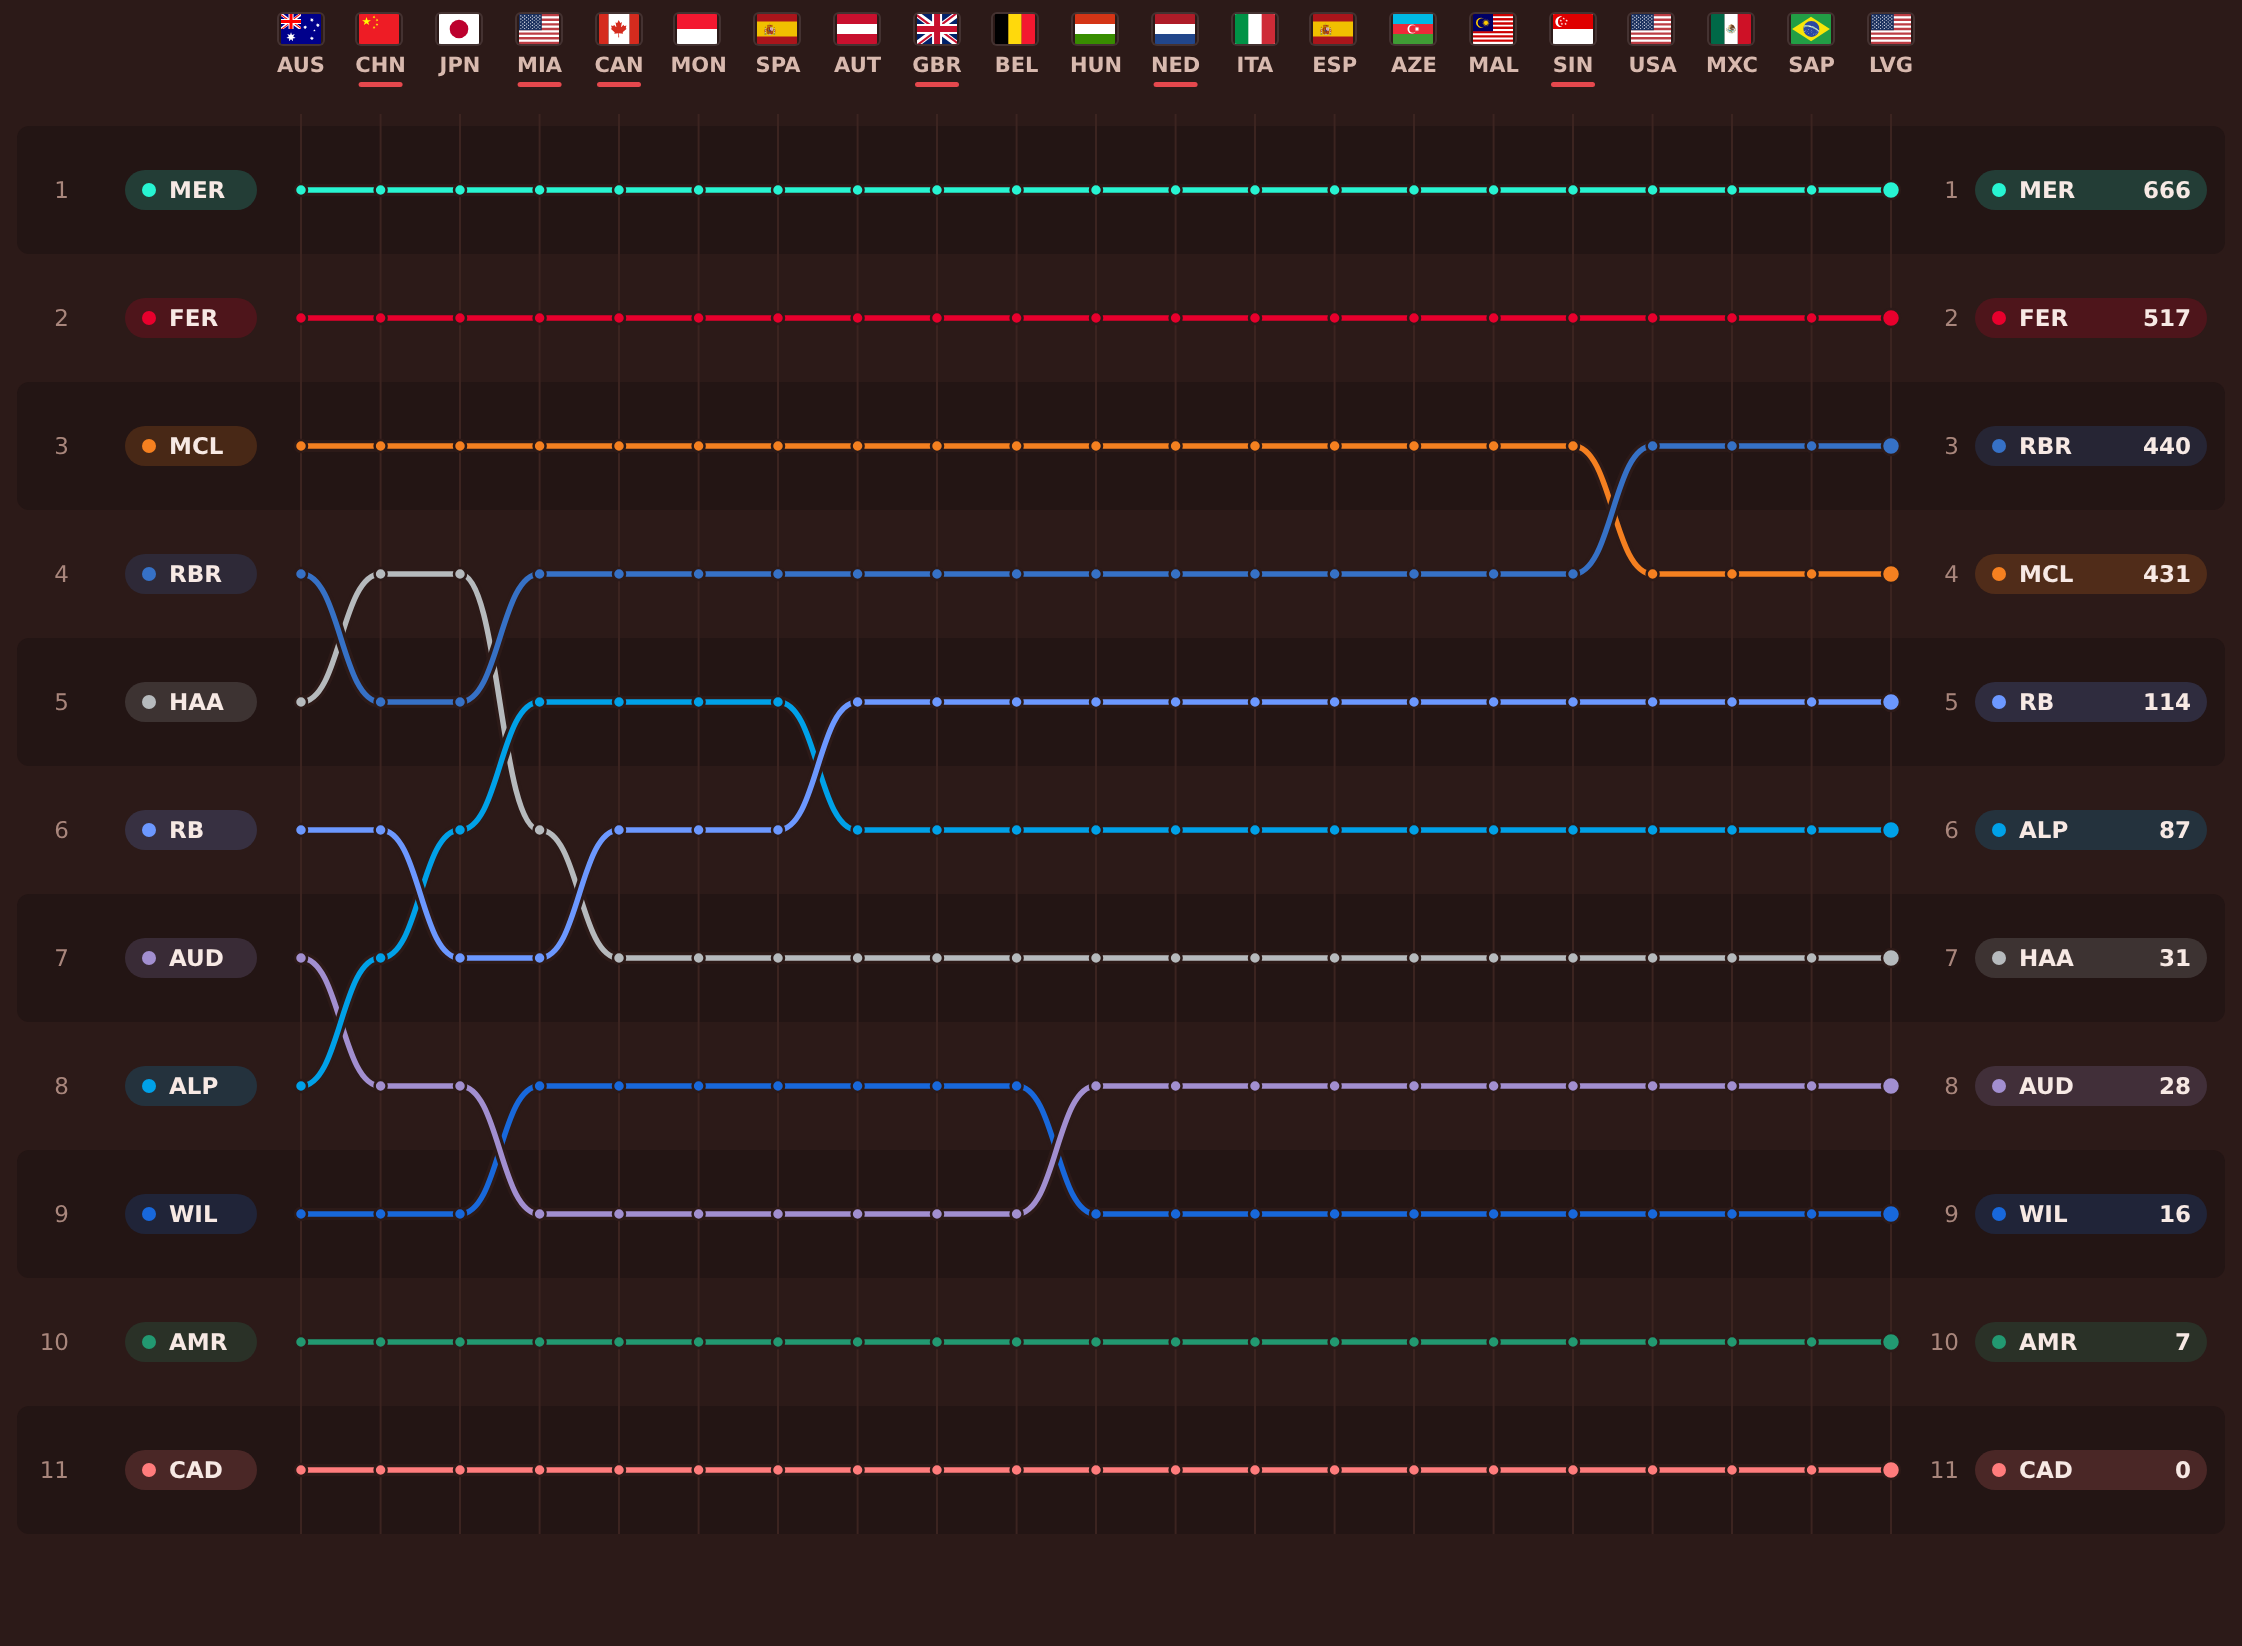 AUS CHN JPN MIA CAN MON SPA AUT GBR BEL HUN NED ITA ESP AZE MAL SIN USA MXC SAP LVG
1 MER 1 MER 666
2 FER 2 FER 517
3 MCL 3 RBR 440
4 RBR 4 MCL 431
5 HAA 5 RB 114
6 RB 6 ALP 87
7 AUD 7 HAA 31
8 ALP 8 AUD 28
9 WIL 9 WIL 16
10 AMR 10 AMR 7
11 CAD 11 CAD 0